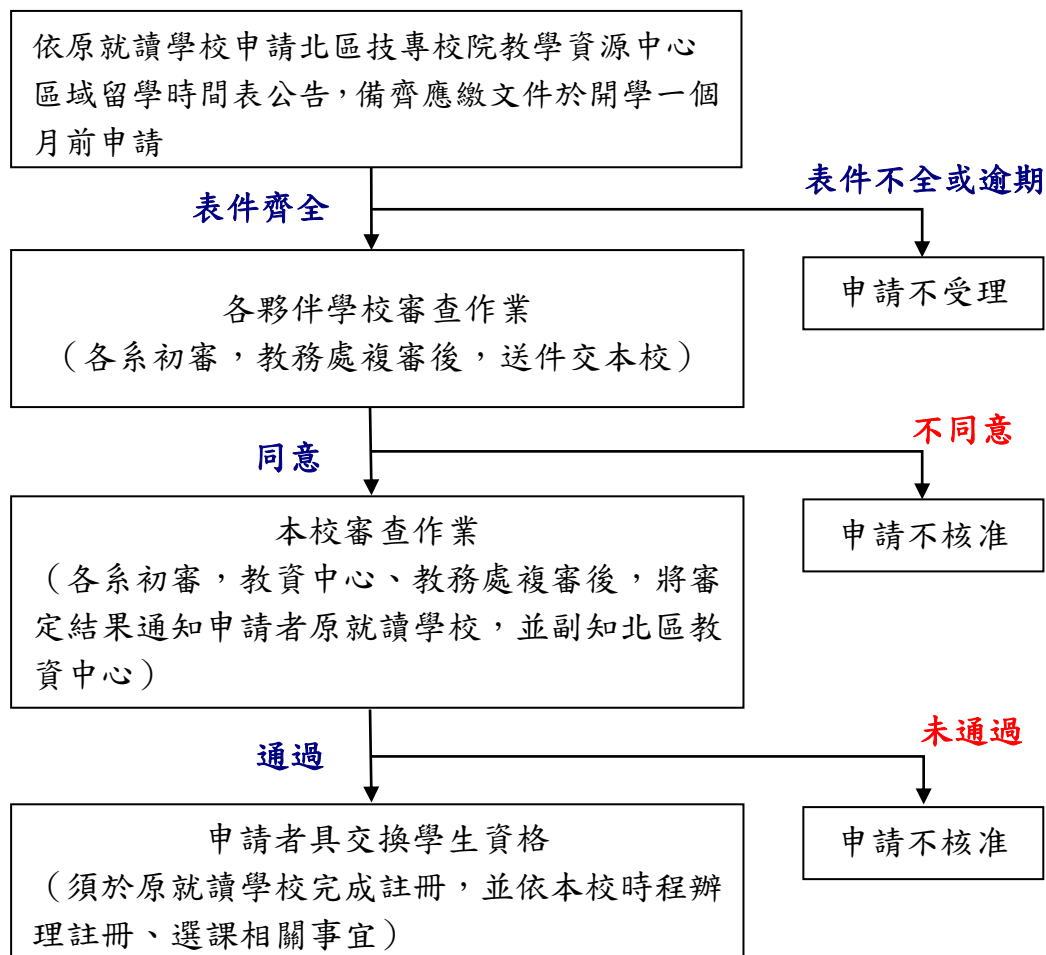 依原就讀學校申請北區技專校院教學資源中心
區域留學時間表公告，備齊應繳文件於開學一個
月前申請
表件不全或逾期
表件齊全
申請不受理
各夥伴學校審查作業
（各系初審，教務處複審後，送件交本校）
不同意
同意
申請不核准
本校審查作業
（各系初審，教資中心、教務處複審後，將審
定結果通知申請者原就讀學校，並副知北區教
資中心）
未通過
通過
申請不核准
申請者具交換學生資格
（須於原就讀學校完成註冊，並依本校時程辦
理註冊、選課相關事宜）